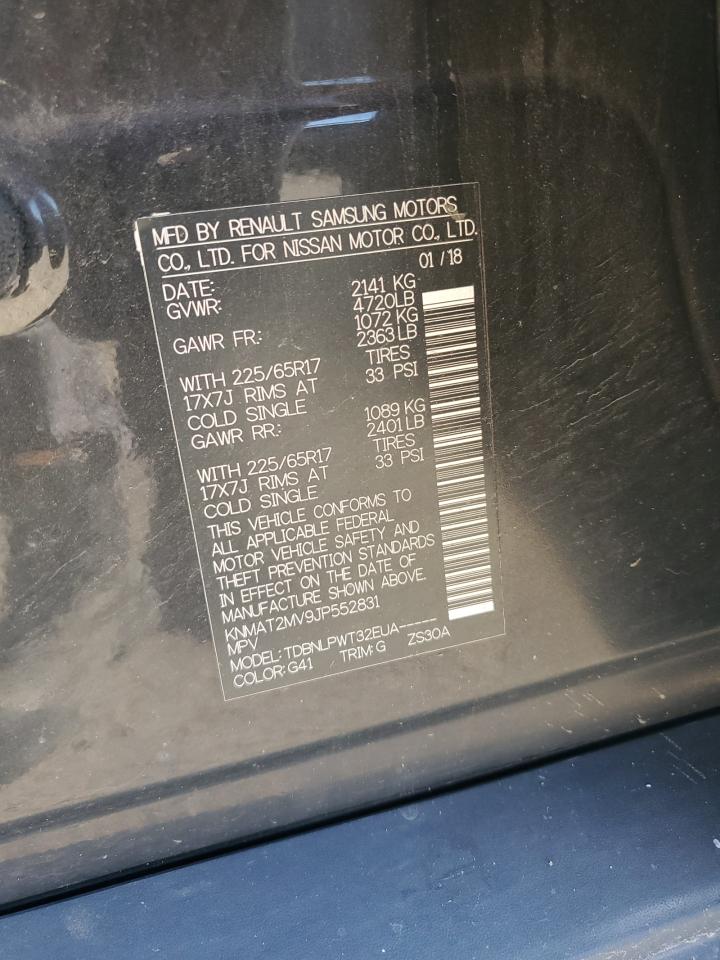 MFD BY RENAULT SAMSUNG MOTORS
CO., LTD. FOR NISSAN MOTOR CO., LTD.
DATE: 01 / 18
GVWR: 2141 KG
4720LB
GAWR FR: 1072 KG
2363 LB
WITH 225/65R17 TIRES
17X7J RIMS AT 33 PSI
COLD SINGLE
GAWR RR: 1089 KG
2401 LB
WITH 225/65R17 TIRES
17X7J RIMS AT 33 PSI
COLD SINGLE
THIS VEHICLE CONFORMS TO
ALL APPLICABLE FEDERAL
MOTOR VEHICLE SAFETY AND
THEFT PREVENTION STANDARDS
IN EFFECT ON THE DATE OF
MANUFACTURE SHOWN ABOVE.
KNMAT2MV9JP552831
MPV
MODEL: TDBNLPWT32EUA-----
COLOR: G41 TRIM: G ZS30A